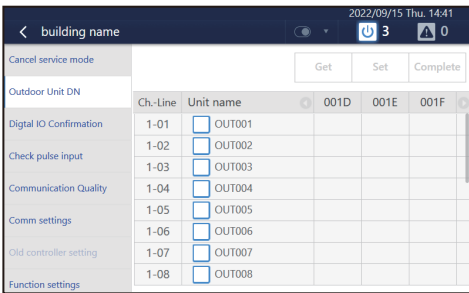 2022/09/15 Thu. 14:41
building name 3 0
Cancel service mode
Outdoor Unit DN
Digtal IO Confirmation
Check pulse input
Communication Quality
Comm settings
Old controller setting
Function settings
Get Set Complete
Ch.-Line Unit name 001D 001E 001F
1-01 OUT001
1-02 OUT002
1-03 OUT003
1-04 OUT004
1-05 OUT005
1-06 OUT006
1-07 OUT007
1-08 OUT008